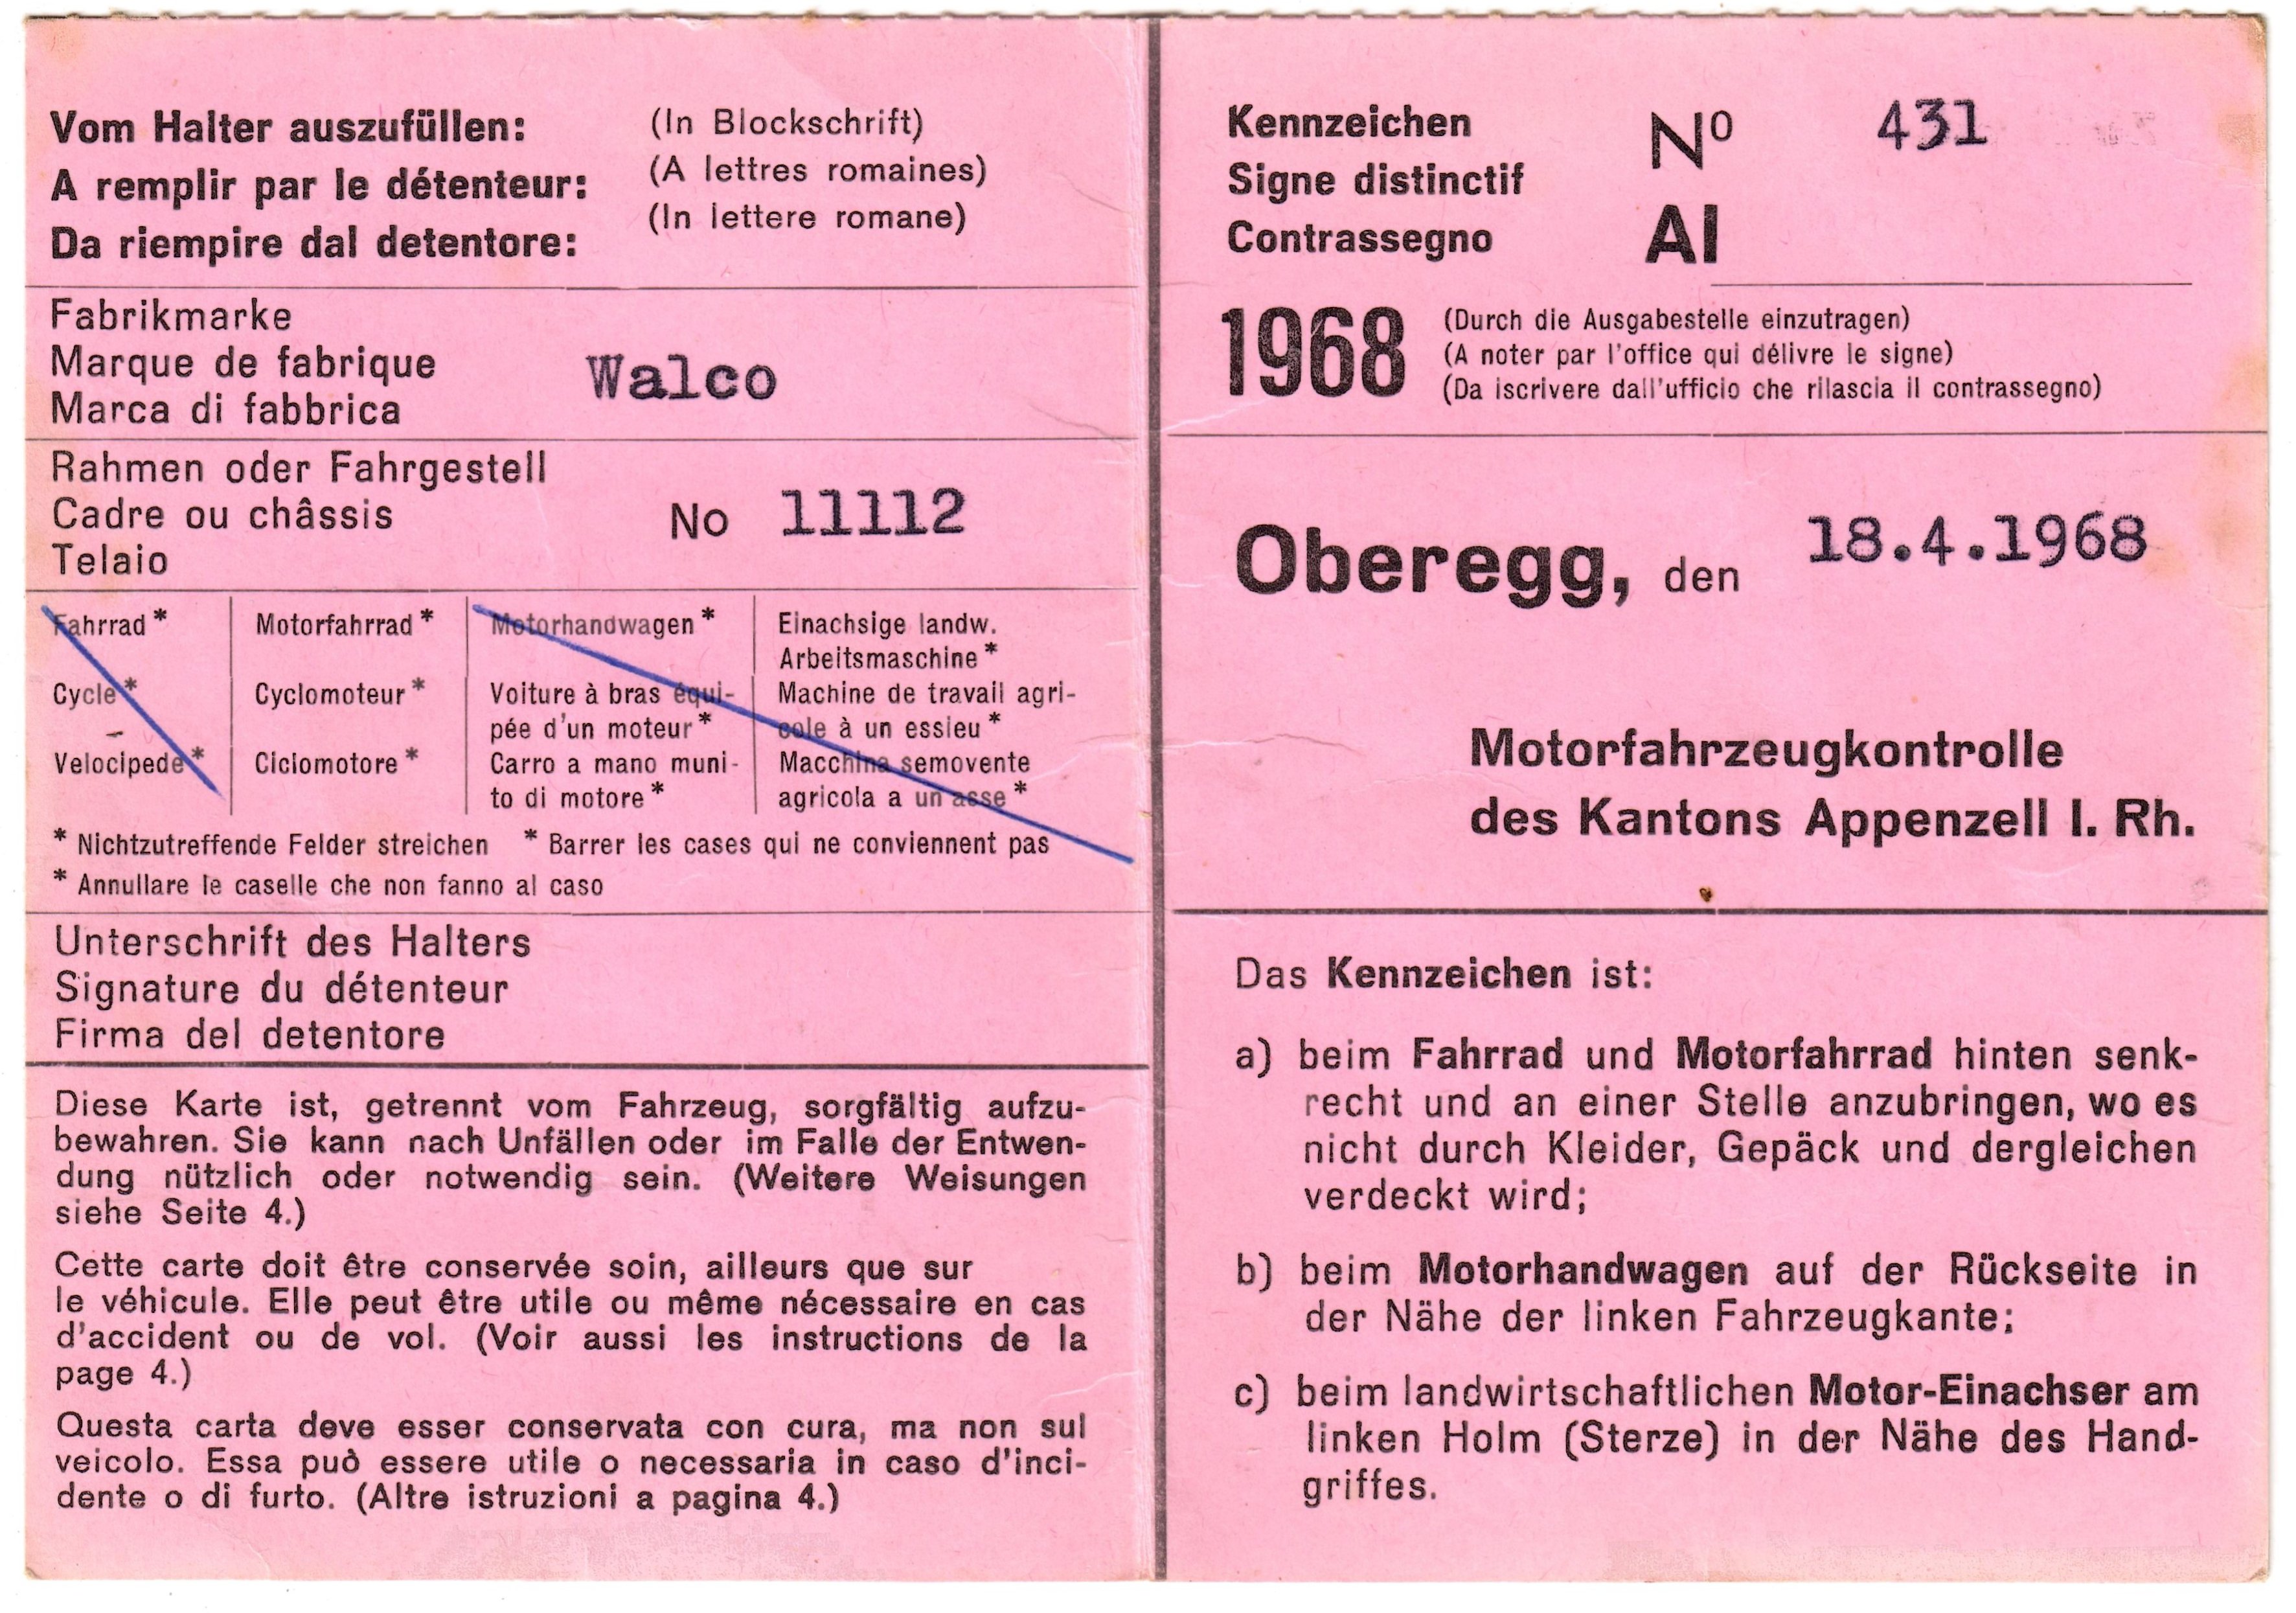 Vom Halter auszufüllen: (In Blockschrift)
A remplir par le détenteur: (A lettres romaines)
Da riempire dal detentore: (In lettere romane)
Fabrikmarke
Marque de fabrique Walco
Marca di fabbrica
Rahmen oder Fahrgestell
Cadre ou châssis No 11112
Telaio
Fahrrad* Motorfahrrad* Motorhandwagen* Einachsige landw.
Arbeitsmaschine*
Cycle* Cyclomoteur* Voiture à bras équi- Machine de travail agri-
pée d'un moteur* cole à un essieu*
Velocipede* Ciclomotore* Carro a mano muni- Macchina semovente
to di motore* agricola a un asse*
* Nichtzutreffende Felder streichen * Barrer les cases qui ne conviennent pas
* Annullare le caselle che non fanno al caso
Unterschrift des Halters
Signature du détenteur
Firma del detentore
Diese Karte ist, getrennt vom Fahrzeug, sorgfältig aufzu-
bewahren. Sie kann nach Unfällen oder im Falle der Entwen-
dung nützlich oder notwendig sein. (Weitere Weisungen
siehe Seite 4.)
Cette carte doit être conservée soin, ailleurs que sur
le véhicule. Elle peut être utile ou même nécessaire en cas
d'accident ou de vol. (Voir aussi les instructions de la
page 4.)
Questa carta deve esser conservata con cura, ma non sul
veicolo. Essa può essere utile o necessaria in caso d'inci-
dente o di furto. (Altre istruzioni a pagina 4.)
Kennzeichen Nº 431
Signe distinctif
Contrassegno AI
1968 (Durch die Ausgabestelle einzutragen)
(A noter par l'office qui délivre le signe)
(Da iscrivere dall'ufficio che rilascia il contrassegno)
Oberegg, den 18.4.1968
Motorfahrzeugkontrolle
des Kantons Appenzell I. Rh.
Das Kennzeichen ist:
a) beim Fahrrad und Motorfahrrad hinten senk-
recht und an einer Stelle anzubringen, wo es
nicht durch Kleider, Gepäck und dergleichen
verdeckt wird;
b) beim Motorhandwagen auf der Rückseite in
der Nähe der linken Fahrzeugkante;
c) beim landwirtschaftlichen Motor-Einachser am
linken Holm (Sterze) in der Nähe des Hand-
griffes.